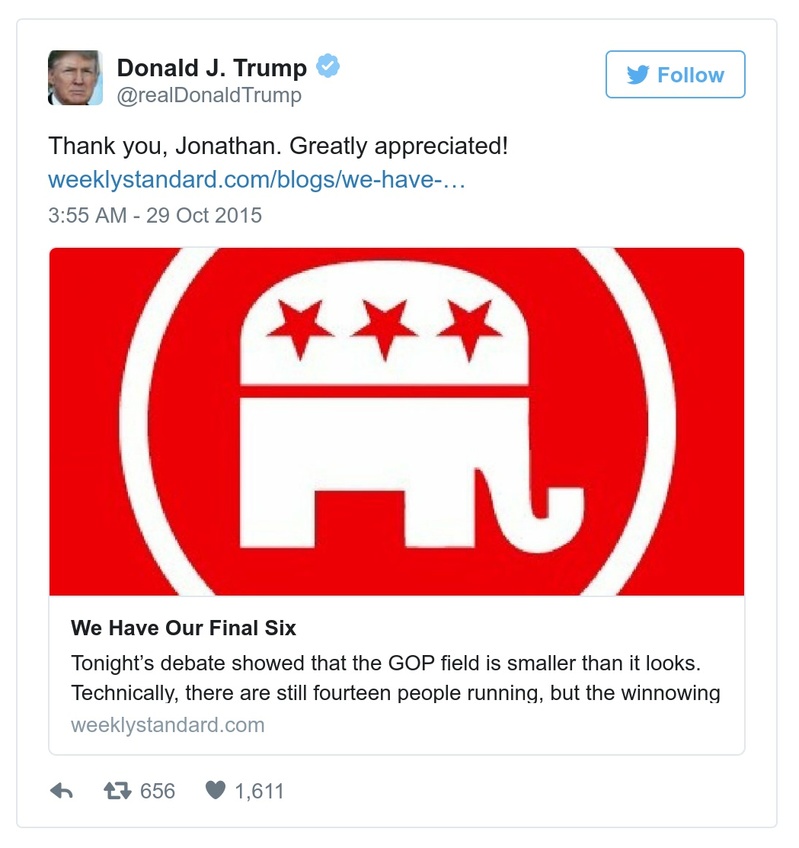 Donald J. Trump
@realDonaldTrump
Follow
Thank you, Jonathan. Greatly appreciated!
weeklystandard.com/blogs/we-have-…
3:55 AM - 29 Oct 2015
We Have Our Final Six
Tonight’s debate showed that the GOP field is smaller than it looks.
Technically, there are still fourteen people running, but the winnowing
weeklystandard.com
656 1,611